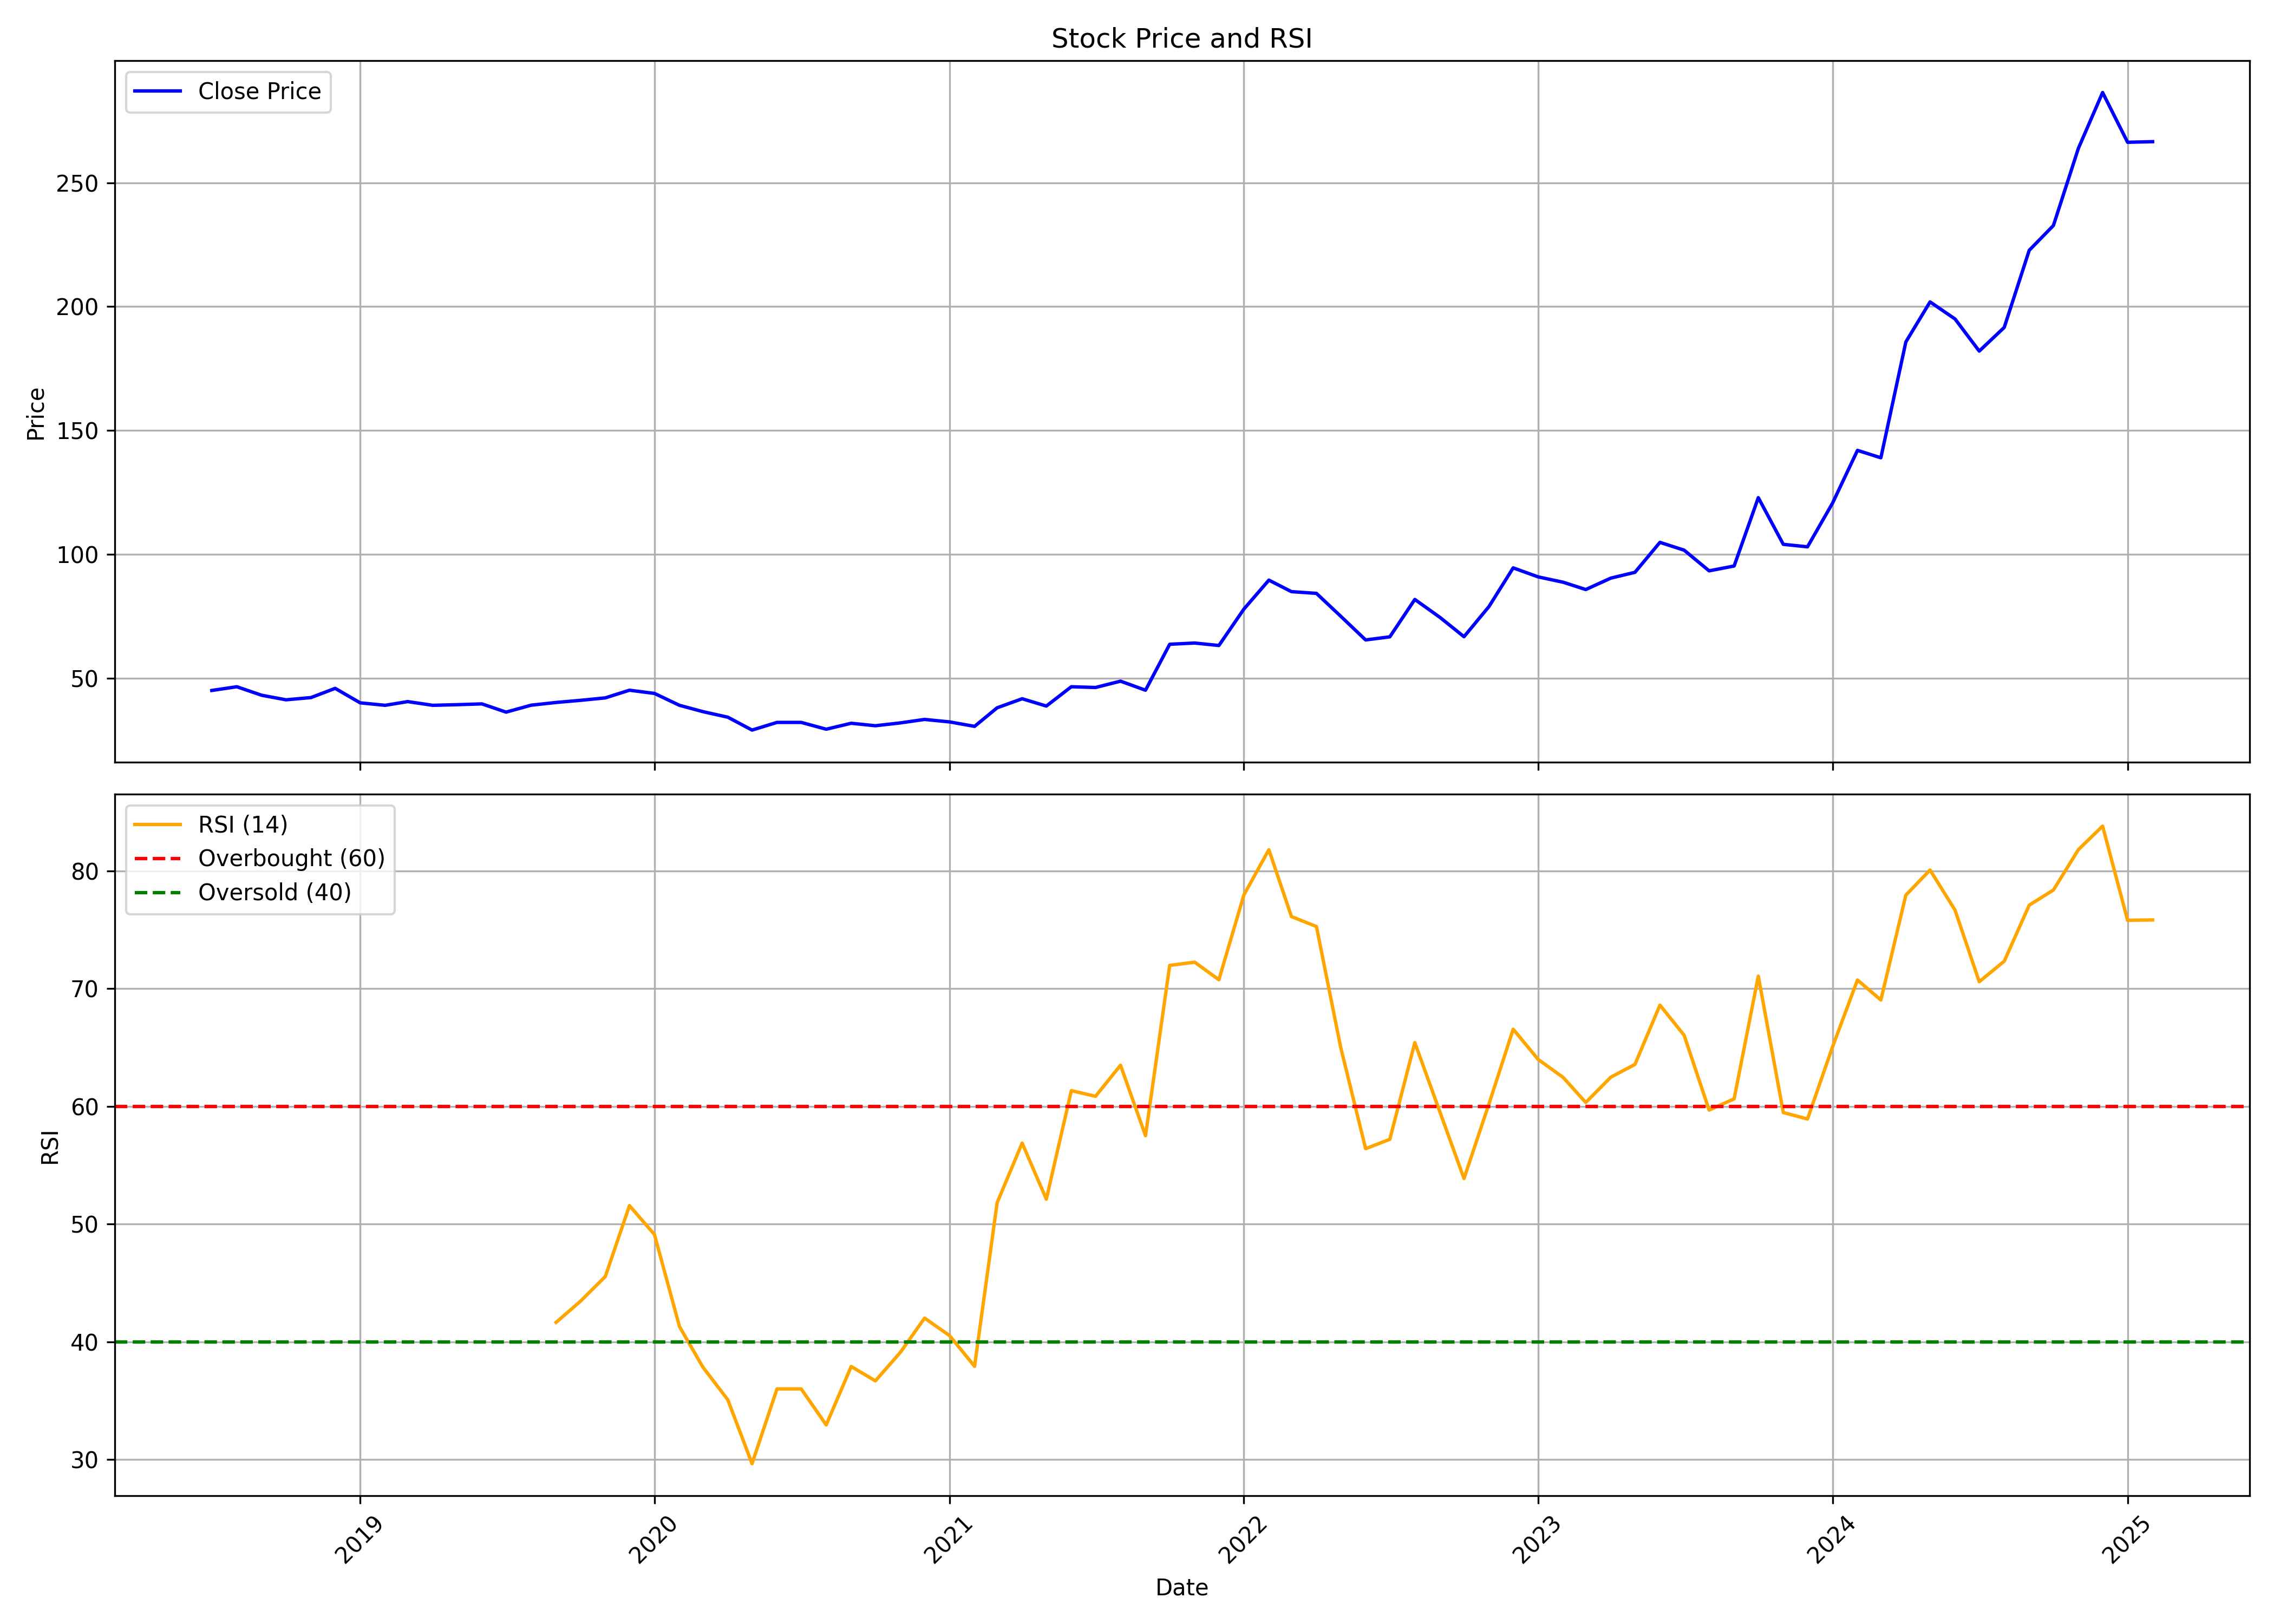 Stock Price and RSI
Close Price
Price
250
200
150
100
50
RSI (14)
Overbought (60)
Oversold (40)
RSI
80
70
60
50
40
30
2019
2020
2021
2022
2023
2024
2025
Date